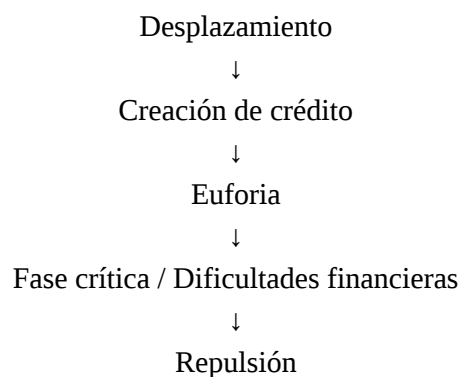 Desplazamiento
↓
Creación de crédito
↓
Euforia
↓
Fase crítica / Dificultades financieras
↓
Repulsión